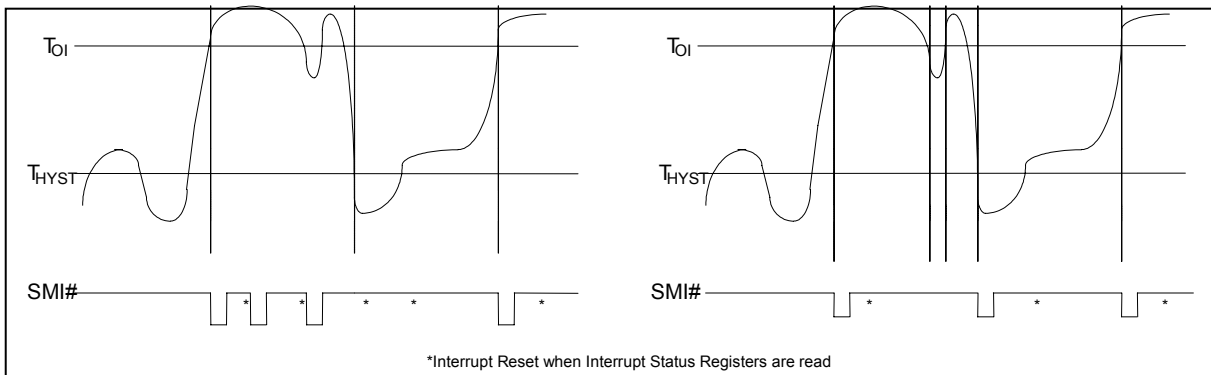 TOI
THYST
SMI#
* * * * *
TOI
THYST
SMI#
* * *
*Interrupt Reset when Interrupt Status Registers are read